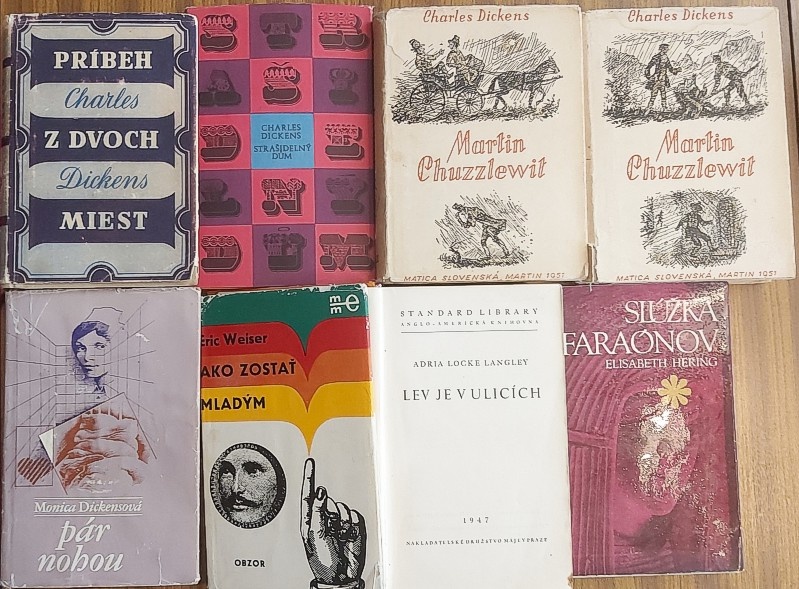 PRÍBEH
Charles
Z DVOCH
Dickens
MIEST
CHARLES
DICKENS
STRAŠIDELNÝ
DŮM
Charles Dickens
Martin
Chuzzlewit
MATICA SLOVENSKÁ, MARTIN 1951
Charles Dickens
Martin
Chuzzlewit
MATICA SLOVENSKÁ, MARTIN 1951
Monica Dickensová
pár
nohou
mme
Eric Weiser
AKO ZOSTAŤ
MLADÝM
OBZOR
STANDARD LIBRARY
ANGLO-AMERICKÁ KNIHOVNA
ADRIA LOCKE LANGLEY
LEV JE V ULICÍCH
1947
NAKLADATELSKÉ DRUŽSTVO MÁJE V PRAZE
SLÚŽKA
FARAÓNOV
ELISABETH HERING